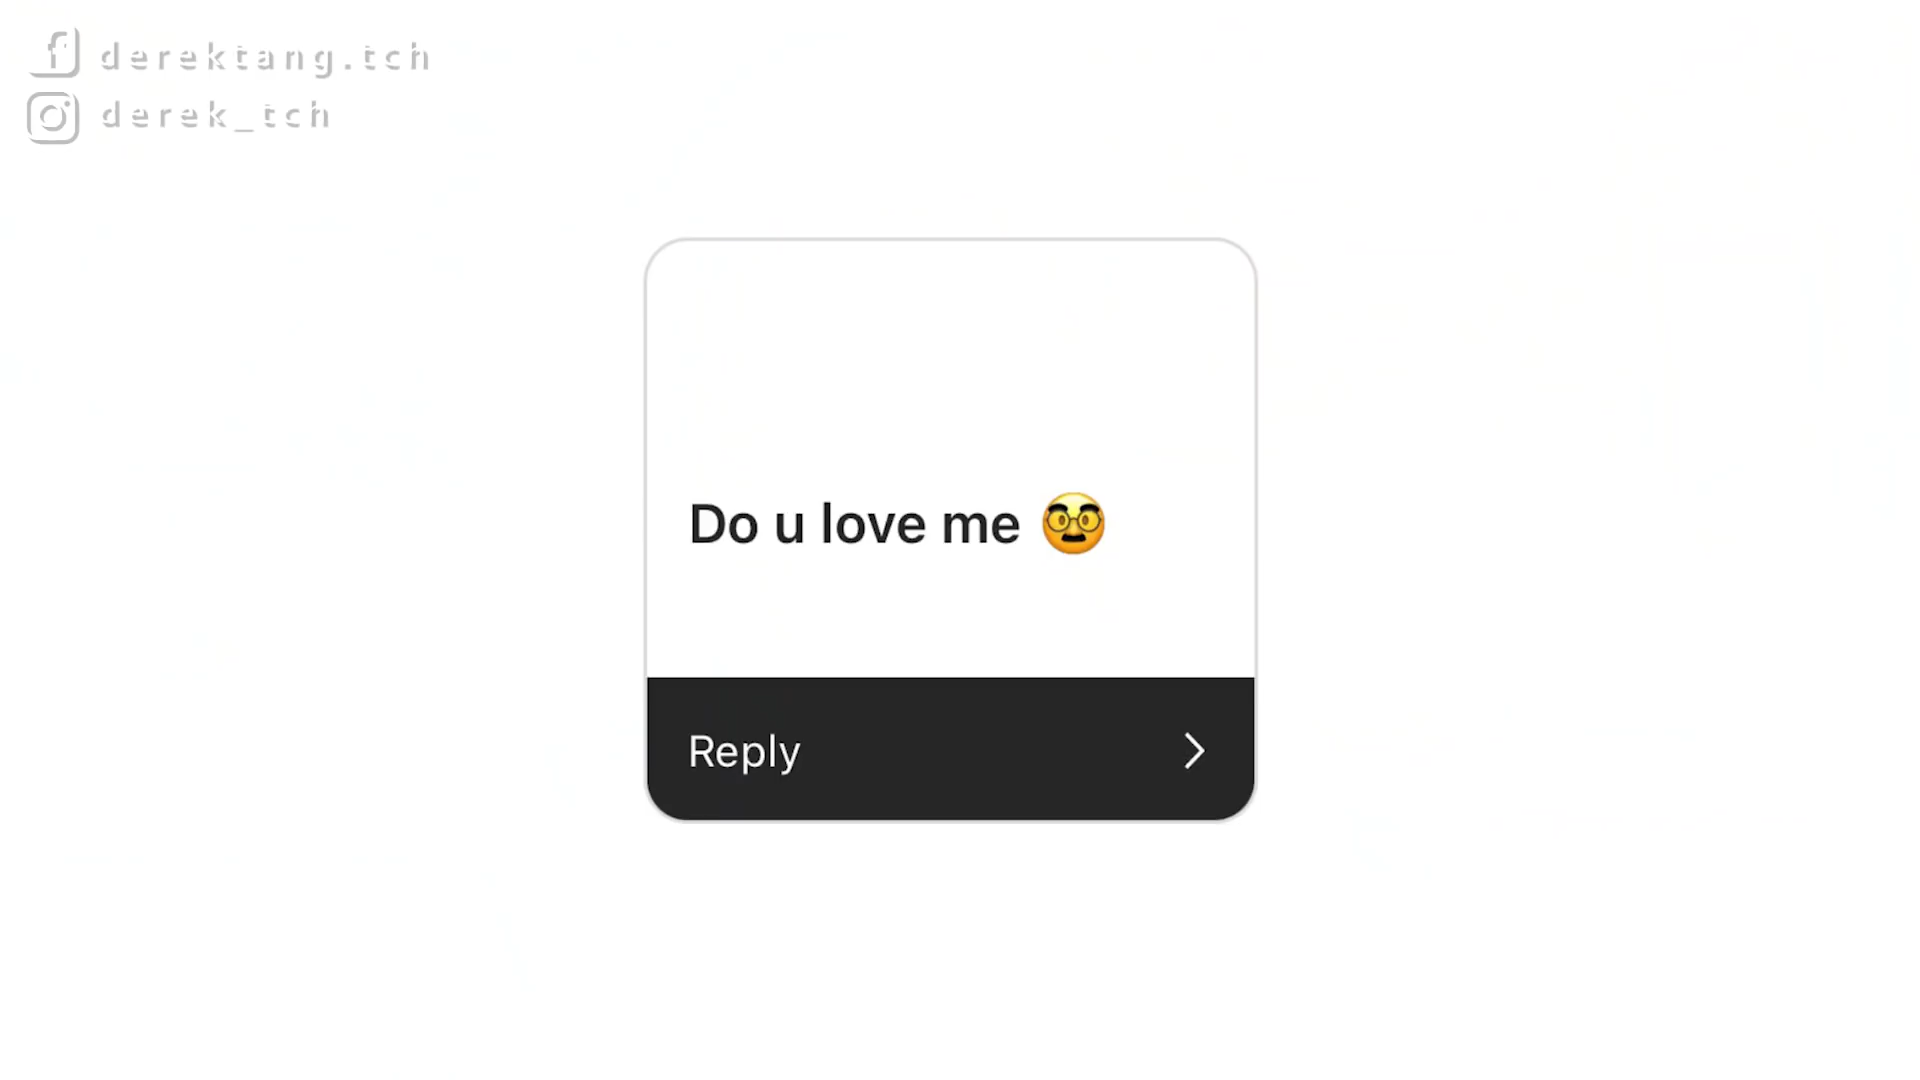 derektang.tch
derek_tch
Do u love me 🥸
Reply